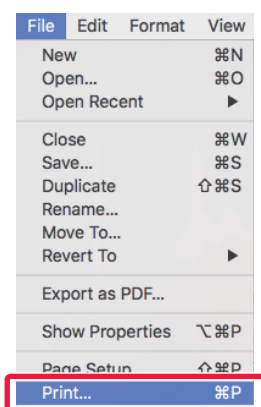 File Edit Format View
New ⌘N
Open... ⌘O
Open Recent ▶
Close ⌘W
Save... ⌘S
Duplicate ⇧⌘S
Rename...
Move To...
Revert To ▶
Export as PDF...
Show Properties ⌥⌘P
Page Setup ⇧⌘P
Print... ⌘P